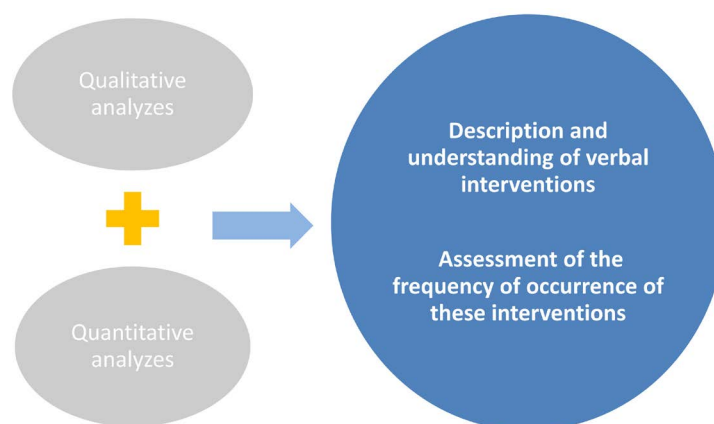 Qualitative
analyzes
Quantitative
analyzes
Description and
understanding of verbal
interventions
Assessment of the
frequency of occurrence of
these interventions